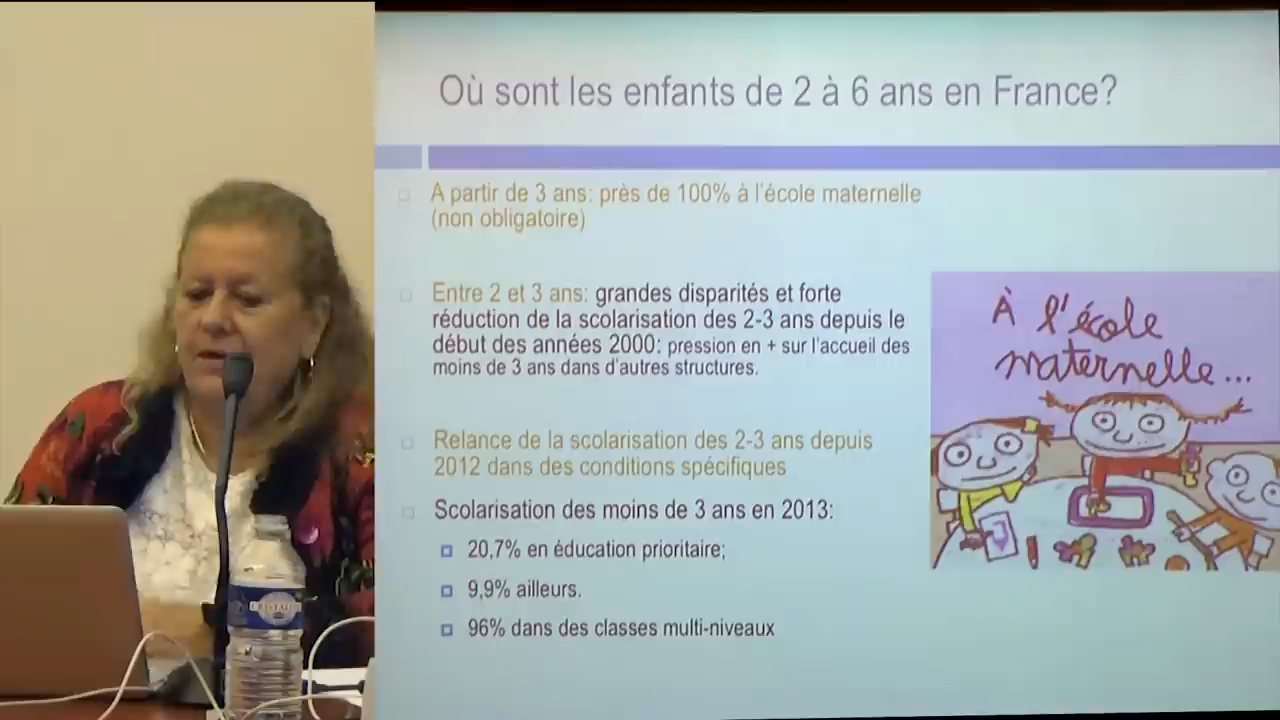 Où sont les enfants de 2 à 6 ans en France?
A partir de 3 ans: près de 100% à l'école maternelle
(non obligatoire)
Entre 2 et 3 ans: grandes disparités et forte
réduction de la scolarisation des 2-3 ans depuis le
début des années 2000: pression en + sur l'accueil des
moins de 3 ans dans d'autres structures.
À l'école
maternelle...
Relance de la scolarisation des 2-3 ans depuis
2012 dans des conditions spécifiques
Scolarisation des moins de 3 ans en 2013:
20,7% en éducation prioritaire;
9,9% ailleurs.
96% dans des classes multi-niveaux